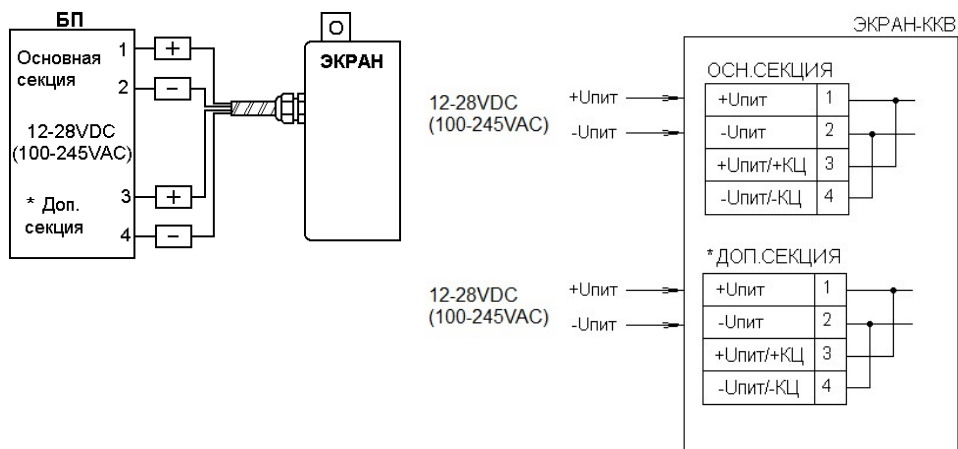 БП
Основная
секция
1
+
2
−
12-28VDC
(100-245VAC)
* Доп.
секция
3
+
4
−
ЭКРАН
ЭКРАН-ККВ
12-28VDC
(100-245VAC)
+Uпит
-Uпит
ОСН.СЕКЦИЯ
+Uпит 1
-Uпит 2
+Uпит/+КЦ 3
-Uпит/-КЦ 4
12-28VDC
(100-245VAC)
+Uпит
-Uпит
*ДОП.СЕКЦИЯ
+Uпит 1
-Uпит 2
+Uпит/+КЦ 3
-Uпит/-КЦ 4